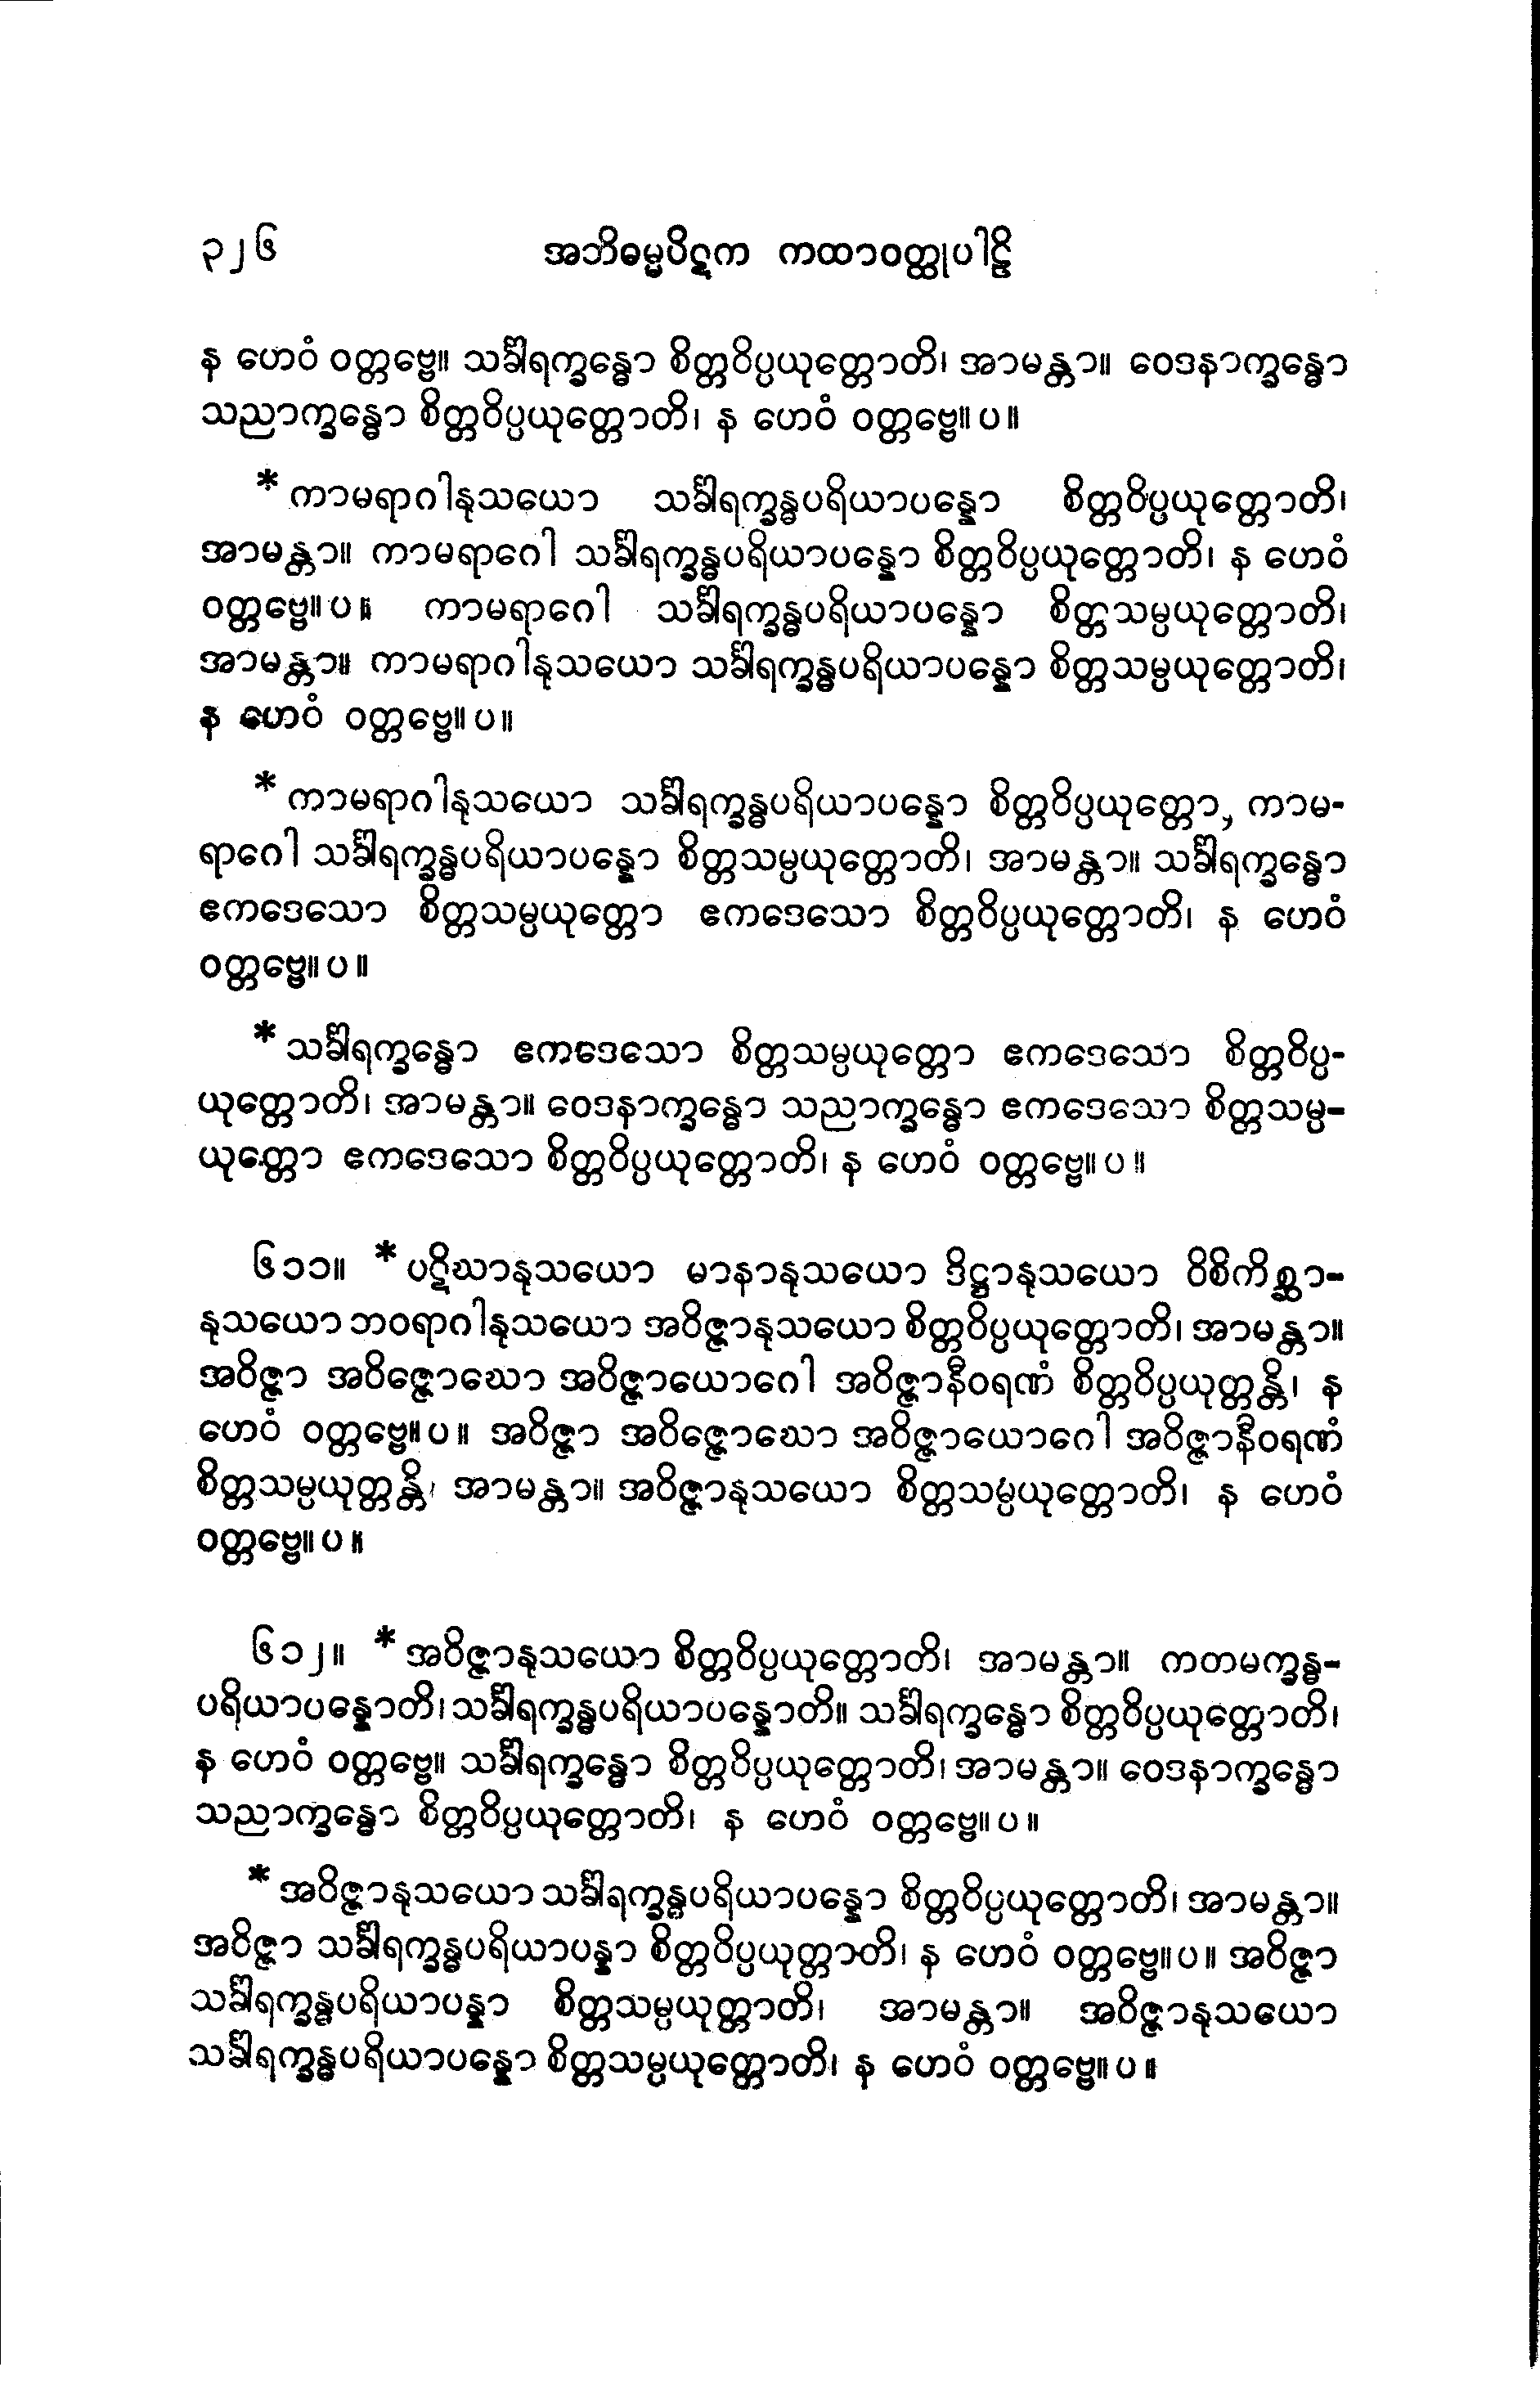 ၃၂၆ အဘိဓမ္မပိဋက ကထာဝတ္ထုပါဠိ
န ဟေဝံ ဝတ္တဗ္ဗေ။ သင်္ခါရက္ခန္ဓော စိတ္တဝိပ္ပယုတ္တောတိ၊ အာမန္တာ။ ဝေဒနာက္ခန္ဓော
သညာက္ခန္ဓော စိတ္တဝိပ္ပယုတ္တောတိ၊ န ဟေဝံ ဝတ္တဗ္ဗေ။ ပ။
* ကာမရာဂါနုသယော သင်္ခါရက္ခန္ဓပရိယာပန္နော စိတ္တဝိပ္ပယုတ္တောတိ၊
အာမန္တာ။ ကာမရာဂေါ သင်္ခါရက္ခန္ဓပရိယာပန္နော စိတ္တဝိပ္ပယုတ္တောတိ၊ န ဟေဝံ
ဝတ္တဗ္ဗေ။ ပ။ ကာမရာဂေါ သင်္ခါရက္ခန္ဓပရိယာပန္နော စိတ္တသမ္ပယုတ္တောတိ၊
အာမန္တာ။ ကာမရာဂါနုသယော သင်္ခါရက္ခန္ဓပရိယာပန္နော စိတ္တသမ္ပယုတ္တောတိ၊
န ဟေဝံ ဝတ္တဗ္ဗေ။ ပ။
* ကာမရာဂါနုသယော သင်္ခါရက္ခန္ဓပရိယာပန္နော စိတ္တဝိပ္ပယုတ္တော, ကာမ-
ရာဂေါ သင်္ခါရက္ခန္ဓပရိယာပန္နော စိတ္တသမ္ပယုတ္တောတိ၊ အာမန္တာ။ သင်္ခါရက္ခန္ဓော
ဧကဒေသော စိတ္တသမ္ပယုတ္တော ဧကဒေသော စိတ္တဝိပ္ပယုတ္တောတိ၊ န ဟေဝံ
ဝတ္တဗ္ဗေ။ ပ။
* သင်္ခါရက္ခန္ဓော ဧကဒေသော စိတ္တသမ္ပယုတ္တော ဧကဒေသော စိတ္တဝိပ္ပ-
ယုတ္တောတိ၊ အာမန္တာ။ ဝေဒနာက္ခန္ဓော သညာက္ခန္ဓော ဧကဒေသော စိတ္တသမ္ပ-
ယုတ္တော ဧကဒေသော စိတ္တဝိပ္ပယုတ္တောတိ၊ န ဟေဝံ ဝတ္တဗ္ဗေ။ ပ။
၆၁၁။ * ပဋိဃာနုသယော မာနာနုသယော ဒိဋ္ဌာနုသယော ဝိစိကိစ္ဆာ-
နုသယော ဘဝရာဂါနုသယော အဝိဇ္ဇာနုသယော စိတ္တဝိပ္ပယုတ္တောတိ၊ အာမန္တာ။
အဝိဇ္ဇာ အဝိဇ္ဇောဃော အဝိဇ္ဇာယောဂေါ အဝိဇ္ဇာနီဝရဏံ စိတ္တဝိပ္ပယုတ္တန္တိ၊ န
ဟေဝံ ဝတ္တဗ္ဗေ။ ပ။ အဝိဇ္ဇာ အဝိဇ္ဇောဃော အဝိဇ္ဇာယောဂေါ အဝိဇ္ဇာနီဝရဏံ
စိတ္တသမ္ပယုတ္တန္တိ၊ အာမန္တာ။ အဝိဇ္ဇာနုသယော စိတ္တသမ္ပယုတ္တောတိ၊ န ဟေဝံ
ဝတ္တဗ္ဗေ။ ပ။
၆၁၂။ * အဝိဇ္ဇာနုသယော စိတ္တဝိပ္ပယုတ္တောတိ၊ အာမန္တာ။ ကတမက္ခန္ဓ-
ပရိယာပန္နောတိ၊ သင်္ခါရက္ခန္ဓပရိယာပန္နောတိ။ သင်္ခါရက္ခန္ဓော စိတ္တဝိပ္ပယုတ္တောတိ၊
န ဟေဝံ ဝတ္တဗ္ဗေ။ သင်္ခါရက္ခန္ဓော စိတ္တဝိပ္ပယုတ္တောတိ၊ အာမန္တာ။ ဝေဒနာက္ခန္ဓော
သညာက္ခန္ဓော စိတ္တဝိပ္ပယုတ္တောတိ၊ န ဟေဝံ ဝတ္တဗ္ဗေ။ ပ။
* အဝိဇ္ဇာနုသယော သင်္ခါရက္ခန္ဓပရိယာပန္နော စိတ္တဝိပ္ပယုတ္တောတိ၊ အာမန္တာ။
အဝိဇ္ဇာ သင်္ခါရက္ခန္ဓပရိယာပန္နာ စိတ္တဝိပ္ပယုတ္တာတိ၊ န ဟေဝံ ဝတ္တဗ္ဗေ။ ပ။ အဝိဇ္ဇာ
သင်္ခါရက္ခန္ဓပရိယာပန္နာ စိတ္တသမ္ပယုတ္တာတိ၊ အာမန္တာ။ အဝိဇ္ဇာနုသယော
သင်္ခါရက္ခန္ဓပရိယာပန္နော စိတ္တသမ္ပယုတ္တောတိ၊ န ဟေဝံ ဝတ္တဗ္ဗေ။ ပ။